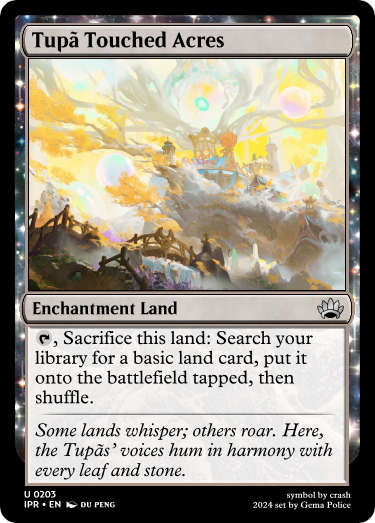 Tupã Touched Acres
Enchantment Land
, Sacrifice this land: Search your
library for a basic land card, put it
onto the battlefield tapped, then
shuffle.
Some lands whisper; others roar. Here,
the Tupãs' voices hum in harmony with
every leaf and stone.
U 0203
IPR • EN DU PENG
symbol by crash
2024 set by Gema Police